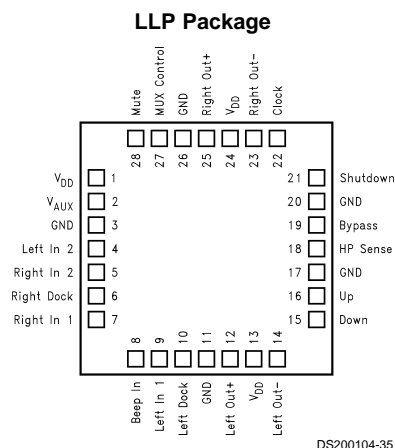 LLP Package
Mute
MUX Control
GND
Right Out+
VDD
Right Out-
Clock
28
27
26
25
24
23
22
VDD 1
VAUX 2
GND 3
Left In 2 4
Right In 2 5
Right Dock 6
Right In 1 7
21 Shutdown
20 GND
19 Bypass
18 HP Sense
17 GND
16 Up
15 Down
8
9
10
11
12
13
14
Beep In
Left In 1
Left Dock
GND
Left Out+
VDD
Left Out-
DS200104-35